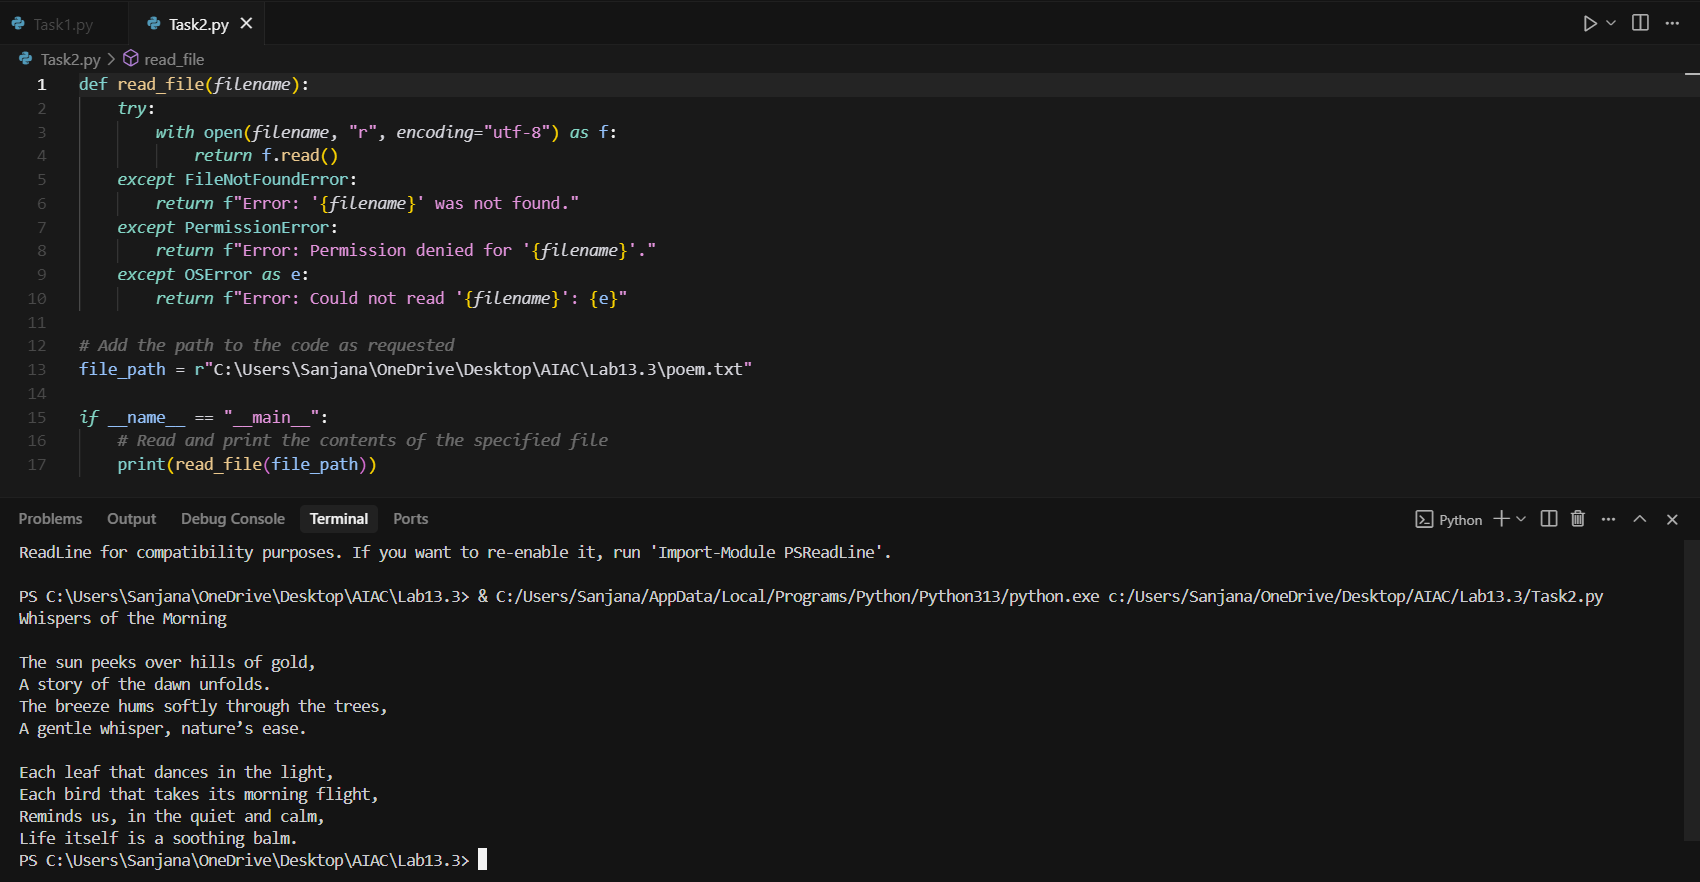 Task1.py
Task2.py
Task2.py > read_file
1 def read_file(filename):
2     try:
3         with open(filename, "r", encoding="utf-8") as f:
4             return f.read()
5     except FileNotFoundError:
6         return f"Error: '{filename}' was not found."
7     except PermissionError:
8         return f"Error: Permission denied for '{filename}'."
9     except OSError as e:
10         return f"Error: Could not read '{filename}': {e}"
11
12 # Add the path to the code as requested
13 file_path = r"C:\Users\Sanjana\OneDrive\Desktop\AIAC\Lab13.3\poem.txt"
14
15 if __name__ == "__main__":
16     # Read and print the contents of the specified file
17     print(read_file(file_path))
Problems Output Debug Console Terminal Ports
Python
ReadLine for compatibility purposes. If you want to re-enable it, run 'Import-Module PSReadLine'.
PS C:\Users\Sanjana\OneDrive\Desktop\AIAC\Lab13.3> & C:/Users/Sanjana/AppData/Local/Programs/Python/Python313/python.exe c:/Users/Sanjana/OneDrive/Desktop/AIAC/Lab13.3/Task2.py
Whispers of the Morning
The sun peeks over hills of gold,
A story of the dawn unfolds.
The breeze hums softly through the trees,
A gentle whisper, nature’s ease.
Each leaf that dances in the light,
Each bird that takes its morning flight,
Reminds us, in the quiet and calm,
Life itself is a soothing balm.
PS C:\Users\Sanjana\OneDrive\Desktop\AIAC\Lab13.3>